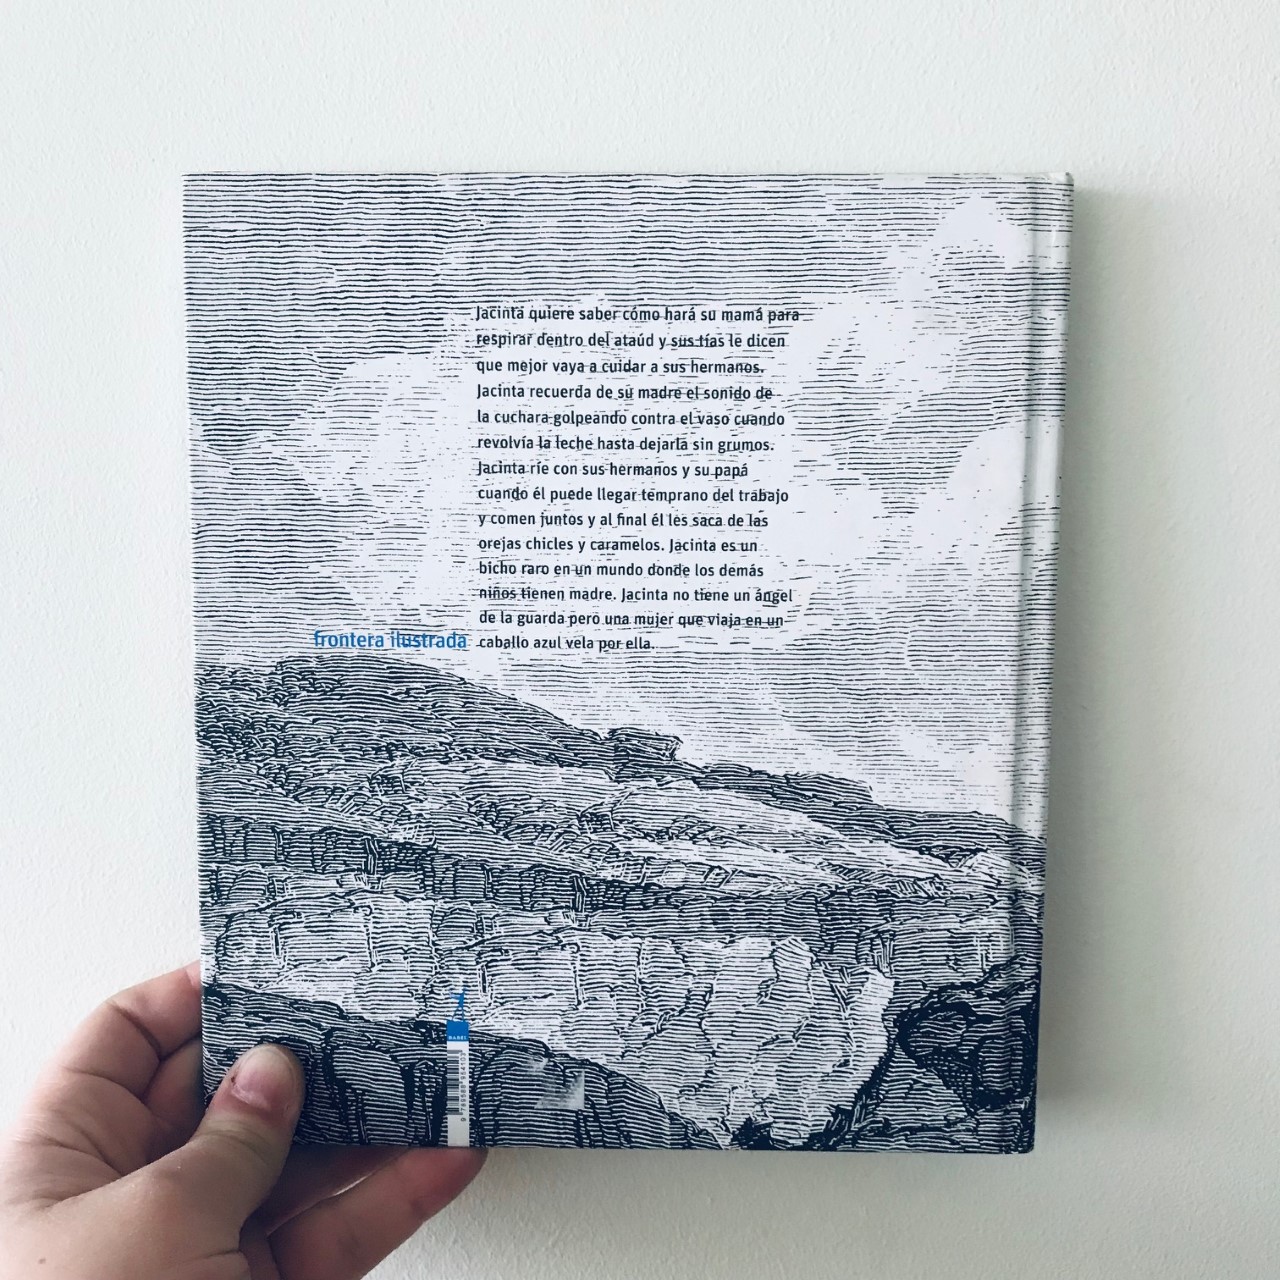 Jacinta quiere saber cómo hará su mamá para
respirar dentro del ataúd y sus tías le dicen
que mejor vaya a cuidar a sus hermanos.
Jacinta recuerda de su madre el sonido de
la cuchara golpeando contra el vaso cuando
revolvía la leche hasta dejarla sin grumos.
Jacinta ríe con sus hermanos y su papá
cuando él puede llegar temprano del trabajo
y comen juntos y al final él les saca de las
orejas chicles y caramelos. Jacinta es un
bicho raro en un mundo donde los demás
niños tienen madre. Jacinta no tiene un ángel
de la guarda pero una mujer que viaja en un
caballo azul vela por ella.
frontera ilustrada
BABEL